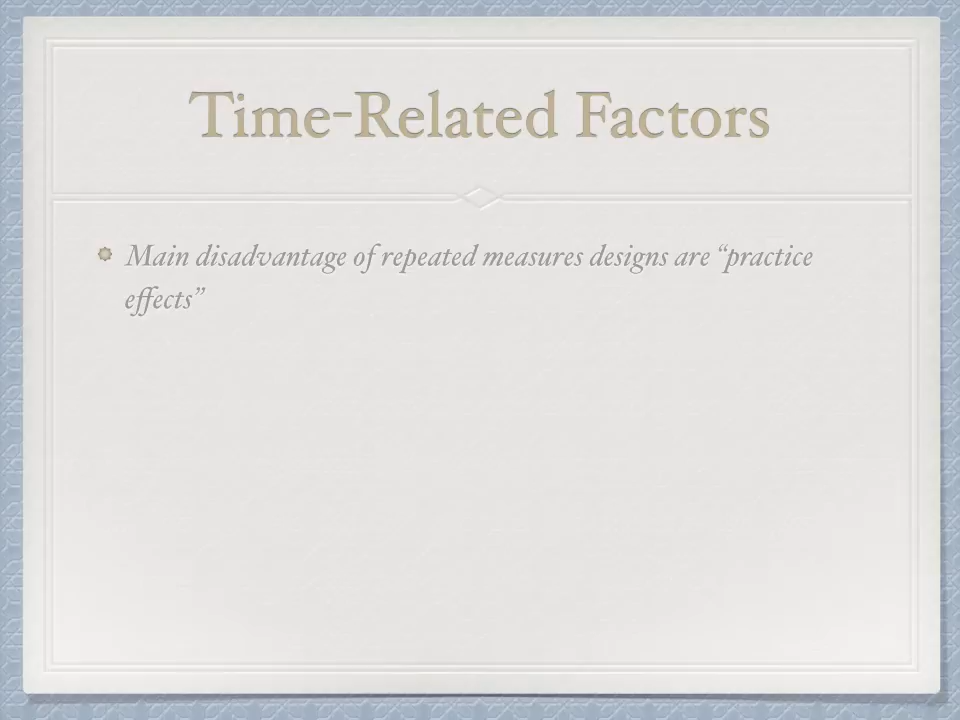 Time-Related Factors
Main disadvantage of repeated measures designs are “practice
effects”